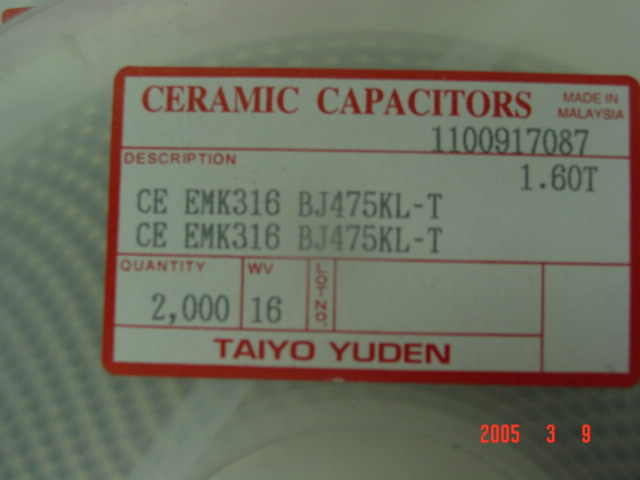 CERAMIC CAPACITORS
MADE IN
MALAYSIA
1100917087
DESCRIPTION
1.60T
CE EMK316 BJ475KL-T
CE EMK316 BJ475KL-T
QUANTITY WV LOT NO.
2,000 16
TAIYO YUDEN
2005 3 9